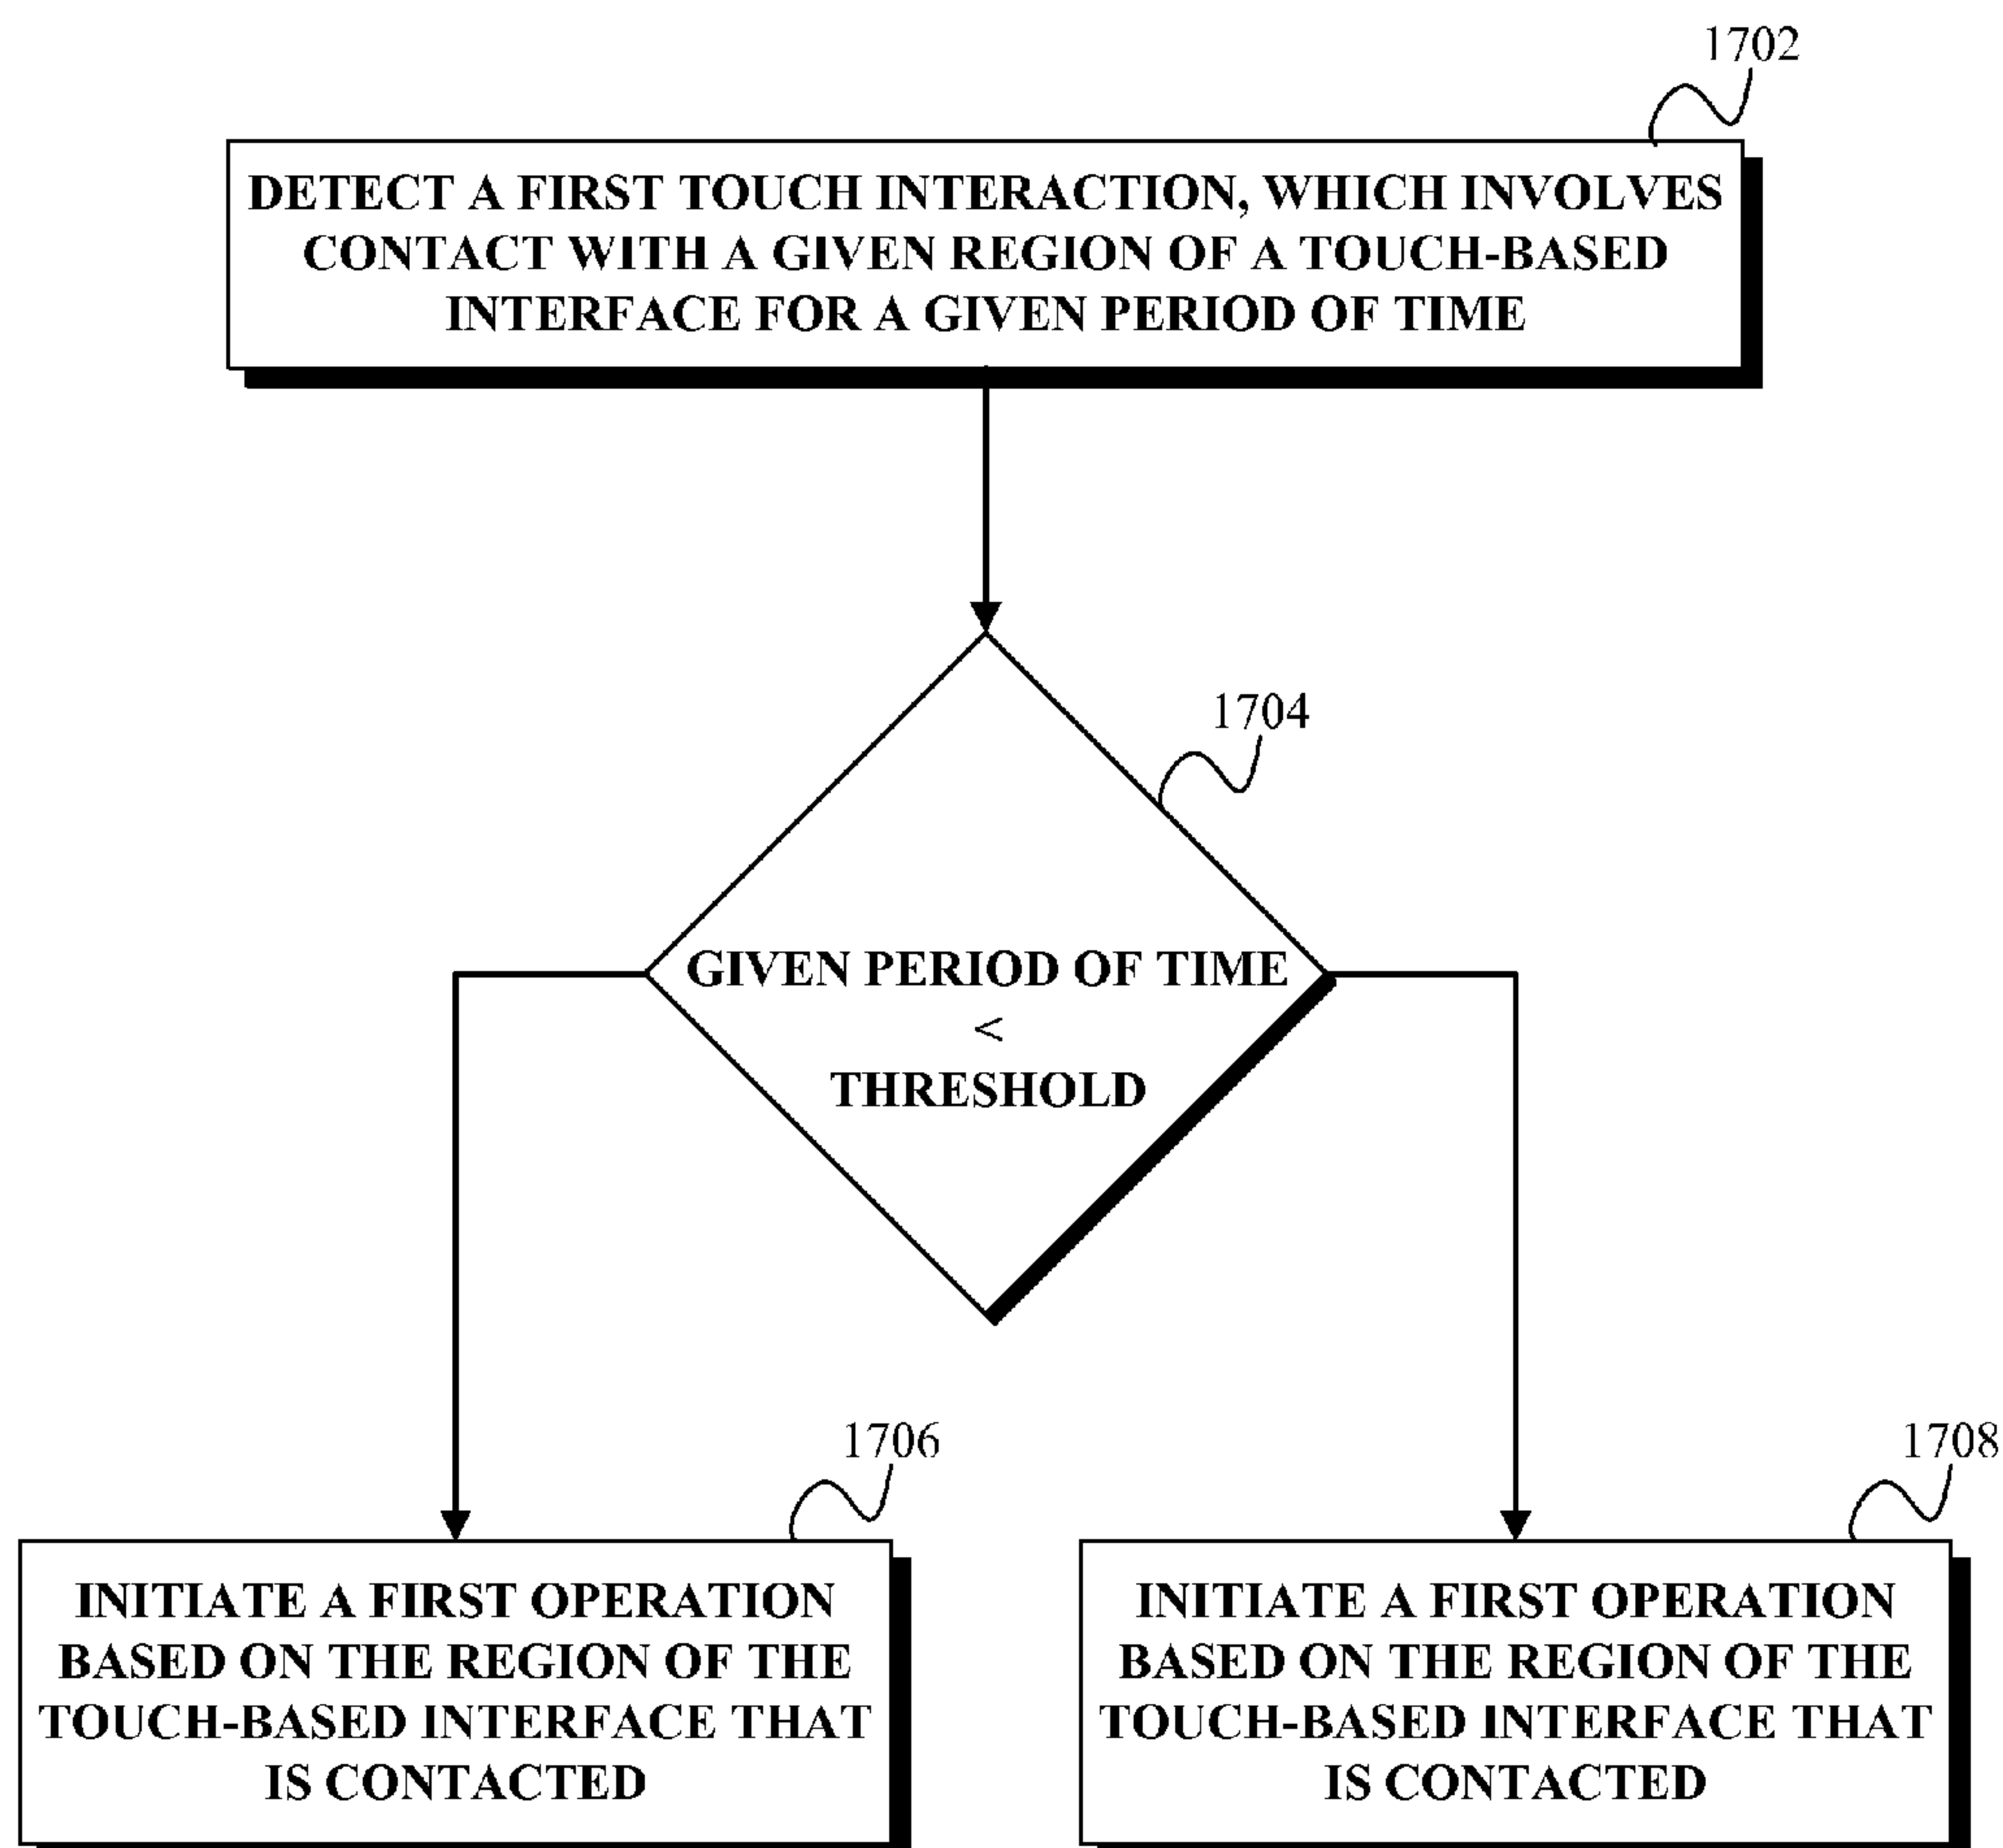 1702
DETECT A FIRST TOUCH INTERACTION, WHICH INVOLVES
CONTACT WITH A GIVEN REGION OF A TOUCH-BASED
INTERFACE FOR A GIVEN PERIOD OF TIME
1704
GIVEN PERIOD OF TIME
<
THRESHOLD
1706
INITIATE A FIRST OPERATION
BASED ON THE REGION OF THE
TOUCH-BASED INTERFACE THAT
IS CONTACTED
1708
INITIATE A FIRST OPERATION
BASED ON THE REGION OF THE
TOUCH-BASED INTERFACE THAT
IS CONTACTED